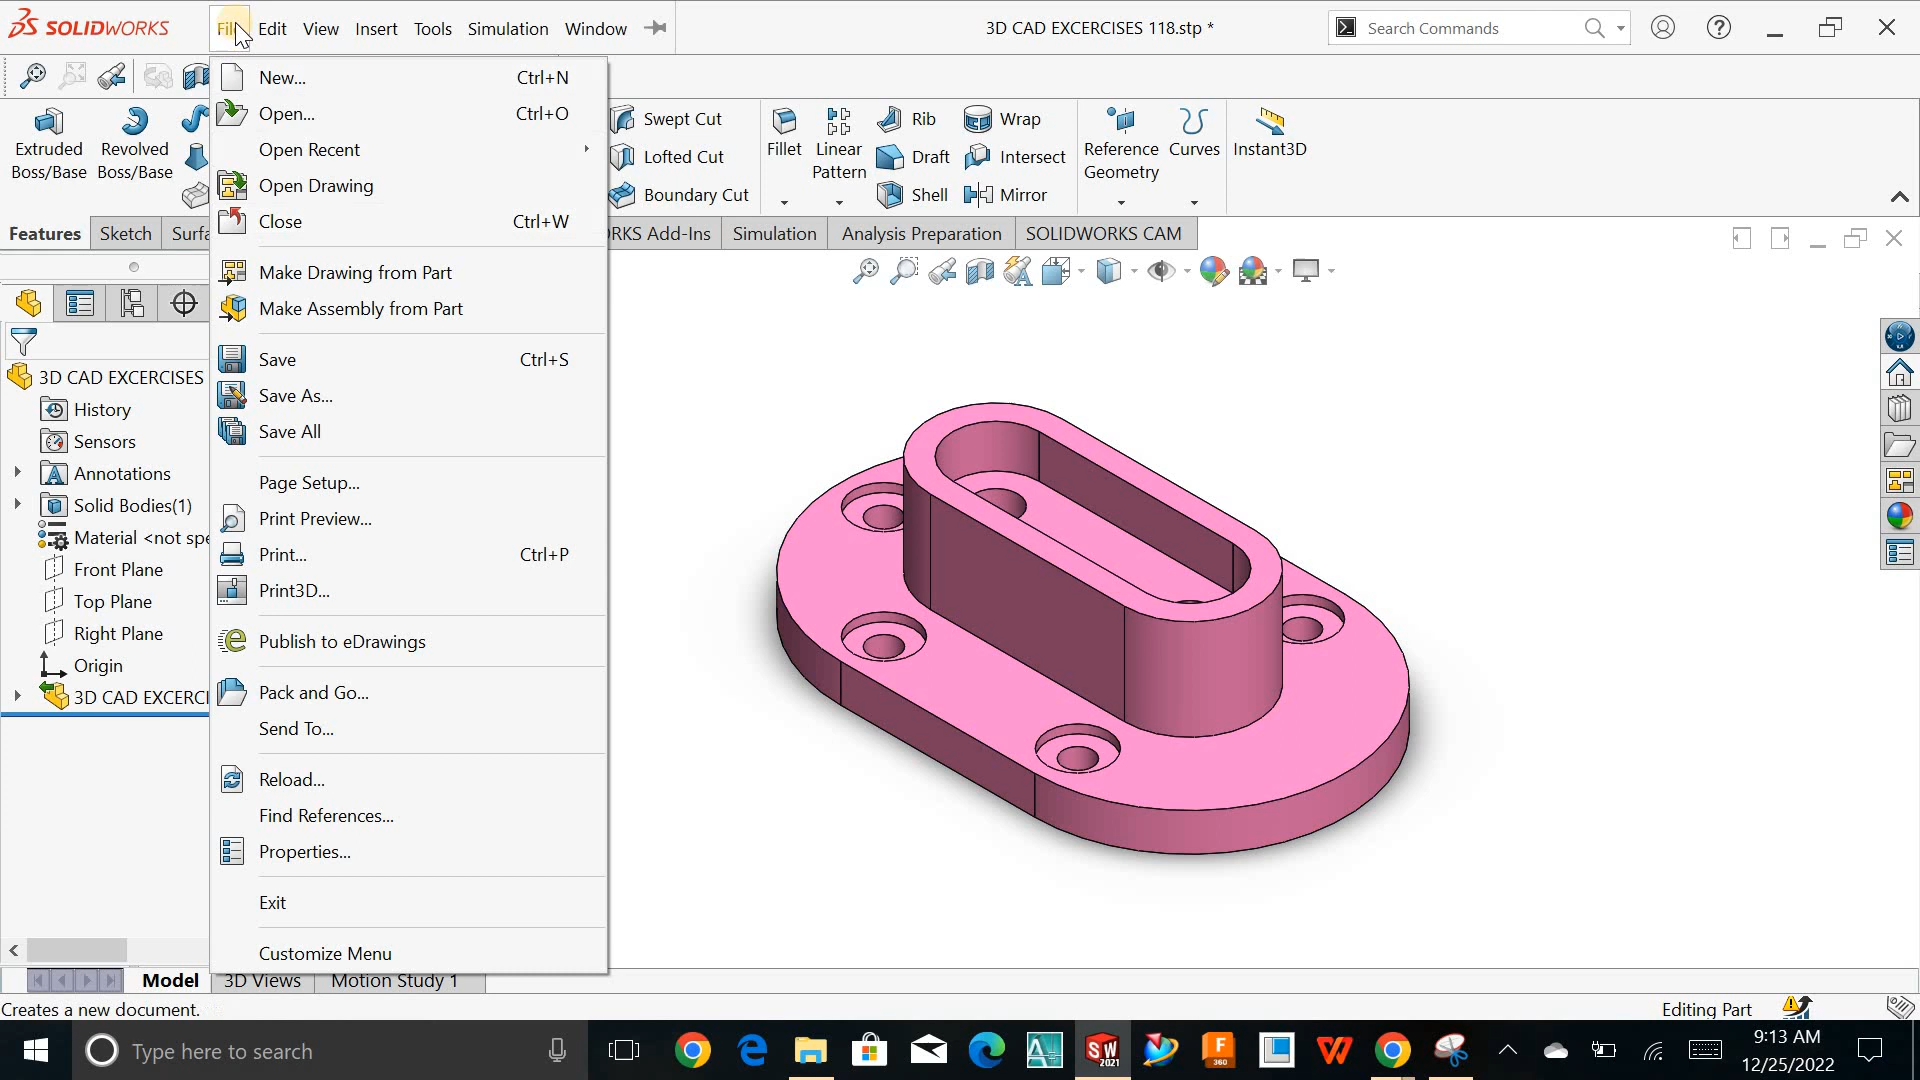 SOLIDWORKS File Edit View Insert Tools Simulation Window 3D CAD EXCERCISES 118.stp * Search Commands
New... Ctrl+N
Open... Ctrl+O
Open Recent
Open Drawing
Close Ctrl+W
Make Drawing from Part
Make Assembly from Part
Save Ctrl+S
Save As...
Save All
Page Setup...
Print Preview...
Print... Ctrl+P
Print3D...
Publish to eDrawings
Pack and Go...
Send To...
Reload...
Find References...
Properties...
Exit
Customize Menu
Extruded
Boss/Base
Revolved
Boss/Base
Swept Cut
Lofted Cut
Boundary Cut
Fillet
Linear
Pattern
Rib
Draft
Shell
Wrap
Intersect
Mirror
Reference
Geometry
Curves
Instant3D
Features Sketch Surfa RKS Add-Ins Simulation Analysis Preparation SOLIDWORKS CAM
3D CAD EXCERCISES
History
Sensors
Annotations
Solid Bodies(1)
Material <not spe
Front Plane
Top Plane
Right Plane
Origin
3D CAD EXCERCI
Model 3D Views Motion Study 1
Creates a new document. Editing Part
Type here to search
SW
2021
F
360
9:13 AM
12/25/2022